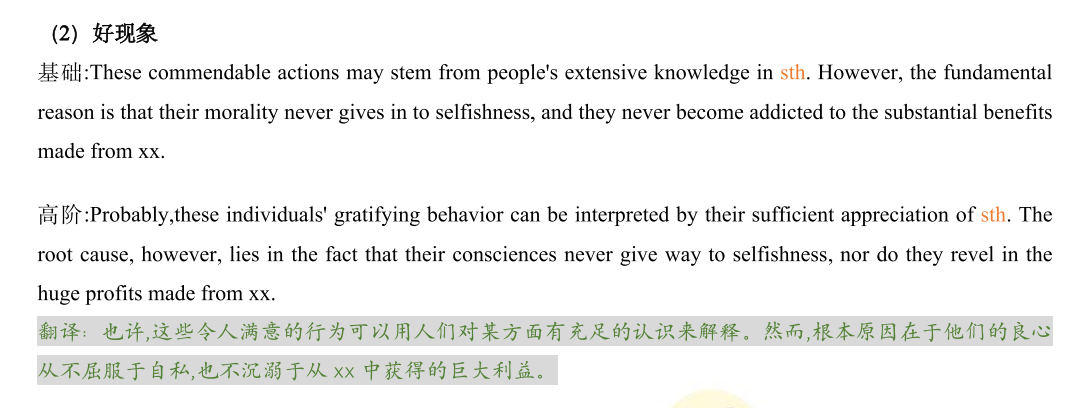 （2）好现象
基础:These commendable actions may stem from people's extensive knowledge in sth. However, the fundamental
reason is that their morality never gives in to selfishness, and they never become addicted to the substantial benefits
made from xx.
高阶:Probably,these individuals' gratifying behavior can be interpreted by their sufficient appreciation of sth. The
root cause, however, lies in the fact that their consciences never give way to selfishness, nor do they revel in the
huge profits made from xx.
翻译：也许,这些令人满意的行为可以用人们对某方面有充足的认识来解释。然而,根本原因在于他们的良心
从不屈服于自私,也不沉溺于从 xx 中获得的巨大利益。